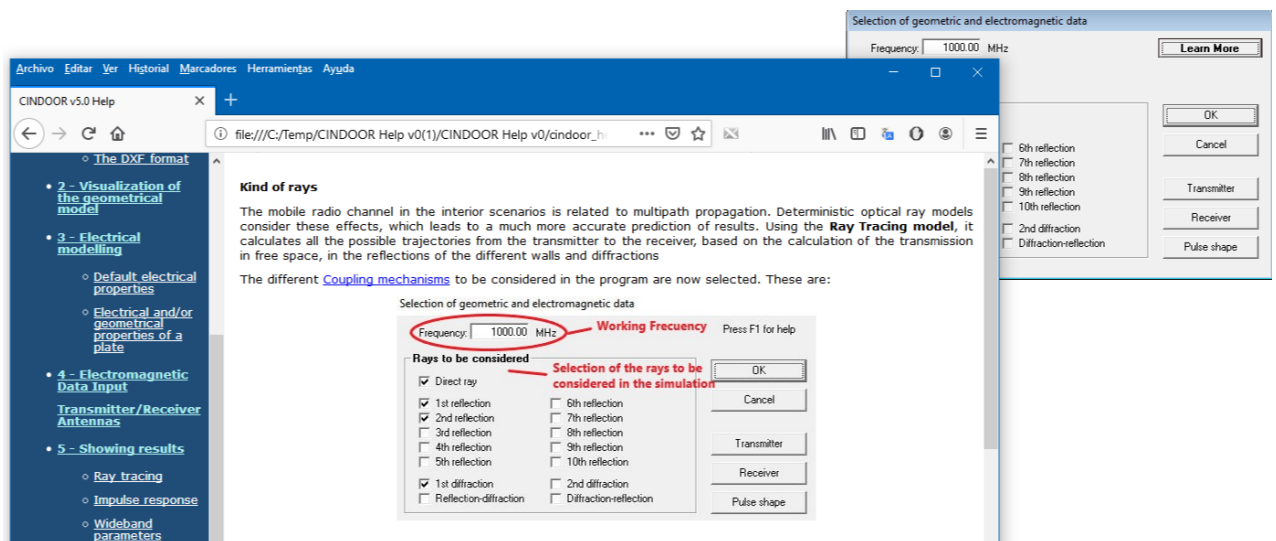 Selection of geometric and electromagnetic data
Frequency: 1000.00 MHz
Learn More
OK
Cancel
6th reflection
7th reflection
8th reflection
9th reflection
10th reflection
Transmitter
Receiver
2nd diffraction
Diffraction-reflection
Pulse shape
Archivo Editar Ver Historial Marcadores Herramientas Ayuda
CINDOOR v5.0 Help
file:///C:/Temp/CINDOOR Help v0(1)/CINDOOR Help v0/cindoor_h
The DXF format
2 - Visualization of
the geometrical
model
3 - Electrical
modelling
Default electrical
properties
Electrical and/or
geometrical
properties of a
plate
4 - Electromagnetic
Data Input
Transmitter/Receiver
Antennas
5 - Showing results
Ray tracing
Impulse response
Wideband
parameters
Kind of rays
The mobile radio channel in the interior scenarios is related to multipath propagation. Deterministic optical ray models
consider these effects, which leads to a much more accurate prediction of results. Using the Ray Tracing model, it
calculates all the possible trajectories from the transmitter to the receiver, based on the calculation of the transmission
in free space, in the reflections of the different walls and diffractions
The different Coupling mechanisms to be considered in the program are now selected. These are:
Selection of geometric and electromagnetic data
Frequency: 1000.00 MHz
Working Frecuency
Press F1 for help
Rays to be considered
Selection of the rays to be
considered in the simulation
Direct ray
1st reflection
2nd reflection
3rd reflection
4th reflection
5th reflection
6th reflection
7th reflection
8th reflection
9th reflection
10th reflection
1st diffraction
Reflection-diffraction
2nd diffraction
Diffraction-reflection
OK
Cancel
Transmitter
Receiver
Pulse shape